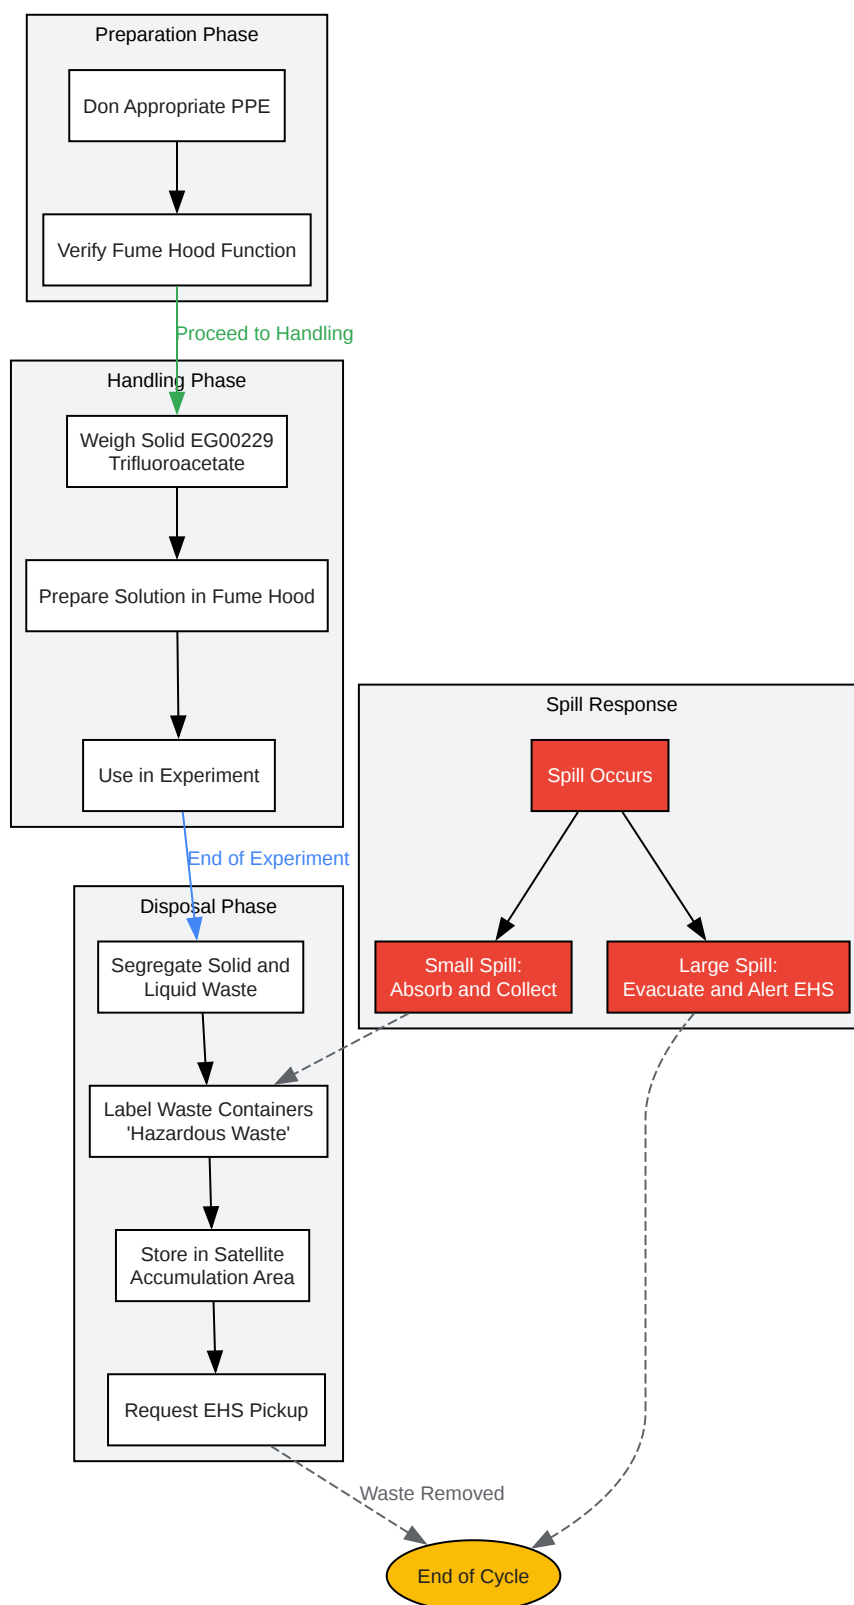 Preparation Phase
Don Appropriate PPE
Verify Fume Hood Function
Proceed to Handling
Handling Phase
Weigh Solid EG00229
Trifluoroacetate
Prepare Solution in Fume Hood
Use in Experiment
End of Experiment
Spill Response
Spill Occurs
Small Spill:
Absorb and Collect
Large Spill:
Evacuate and Alert EHS
Disposal Phase
Segregate Solid and
Liquid Waste
Label Waste Containers
'Hazardous Waste'
Store in Satellite
Accumulation Area
Request EHS Pickup
Waste Removed
End of Cycle